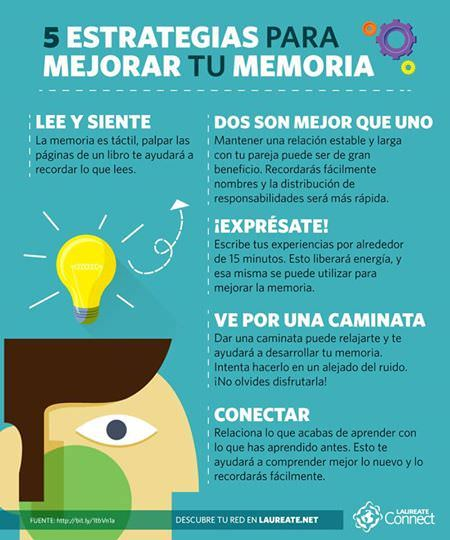 5 ESTRATEGIAS PARA
MEJORAR TU MEMORIA
LEE Y SIENTE
La memoria es táctil, palpar las
páginas de un libro te ayudará a
recordar lo que lees.
DOS SON MEJOR QUE UNO
Mantener una relación estable y larga
con tu pareja puede ser de gran
beneficio. Recordarás fácilmente
nombres y la distribución de
responsabilidades será más rápida.
¡EXPRÉSATE!
Escribe tus experiencias por alrededor
de 15 minutos. Esto liberará energía, y
esa misma se puede utilizar para
mejorar la memoria.
VE POR UNA CAMINATA
Dar una caminata puede relajarte y te
ayudará a desarrollar tu memoria.
Intenta hacerlo en un alejado del ruido.
¡No olvides disfrutarla!
CONECTAR
Relaciona lo que acabas de aprender con
lo que has aprendido antes. Esto te
ayudará a comprender mejor lo nuevo y lo
recordarás fácilmente.
FUENTE: http://bit.ly/1tbVn1a
DESCUBRE TU RED EN LAUREATE.NET
LAUREATE
Connect